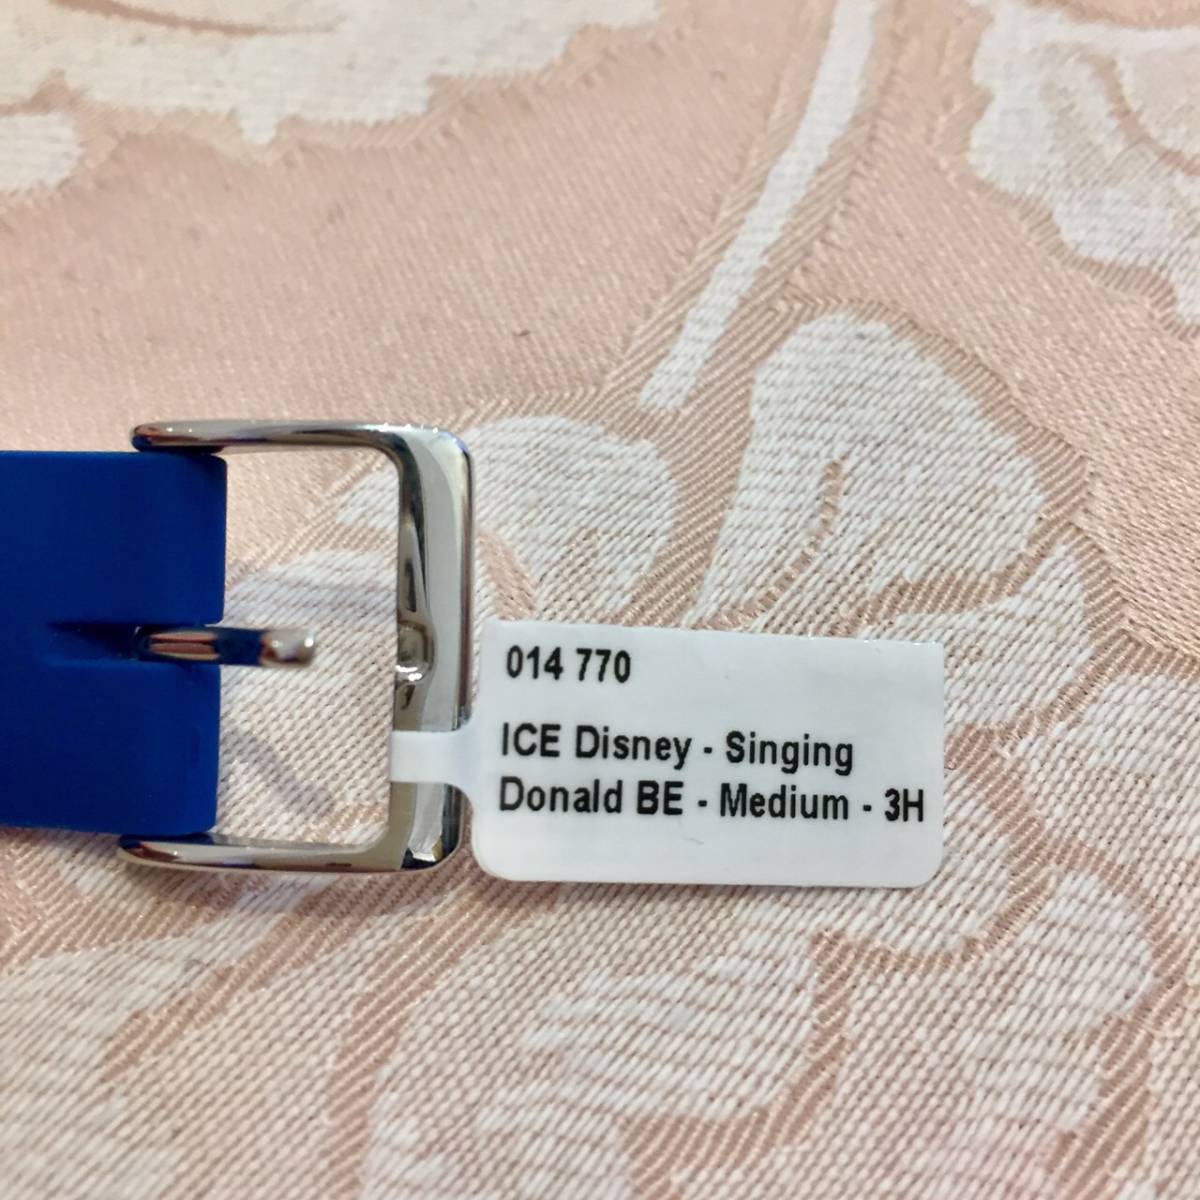 014 770
ICE Disney - Singing
Donald BE - Medium - 3H